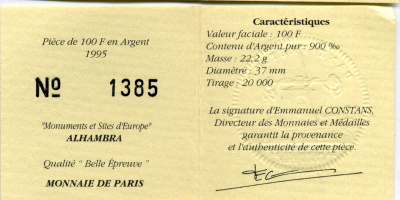 Pièce de 100 F en Argent
1995
Nº 1385
"Monuments et Sites d'Europe"
ALHAMBRA
Qualité " Belle Épreuve "
MONNAIE DE PARIS
Caractéristiques
Valeur faciale : 100 F
Contenu d'Argent pur : 900 ‰
Masse : 22,2 g
Diamètre : 37 mm
Tirage : 20 000
La signature d'Emmanuel CONSTANS,
Directeur des Monnaies et Médailles
garantit la provenance
et l'authenticité de cette pièce.